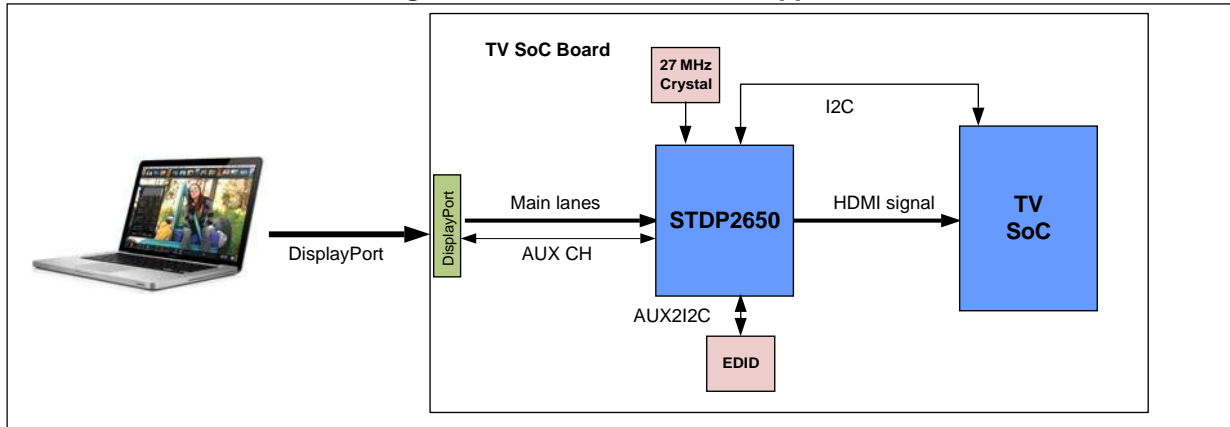 TV SoC Board
27 MHz
Crystal
I2C
DisplayPort
Main lanes
STDP2650
HDMI signal
TV
SoC
DisplayPort
AUX CH
AUX2I2C
EDID